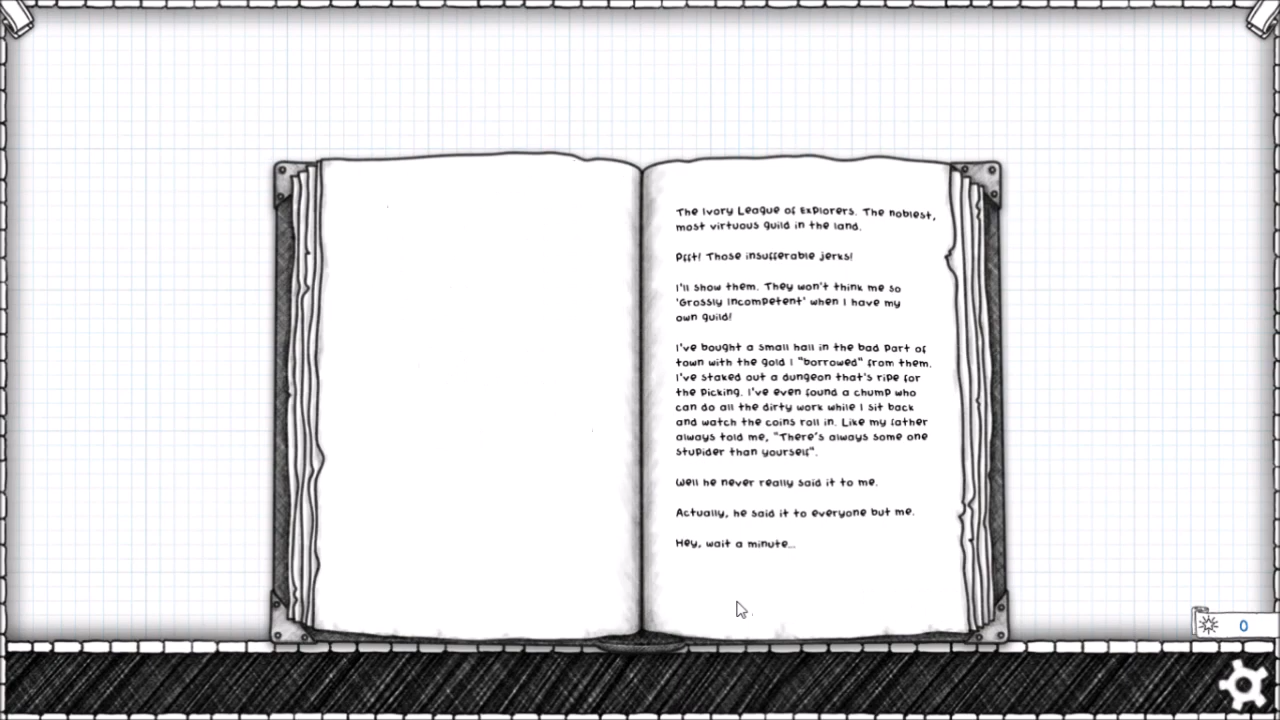 The Ivory League of Explorers. The noblest,
most virtuous guild in the land.
Pfft! Those insufferable jerks!
I'll show them. They won't think me so
'Grossly Incompetent' when I have my
own guild!
I've bought a small hall in the bad part of
town with the gold I "borrowed" from them.
I've staked out a dungeon that's ripe for
the picking. I've even found a chump who
can do all the dirty work while I sit back
and watch the coins roll in. Like my father
always told me, "There's always some one
stupider than yourself".
Well he never really said it to me.
Actually, he said it to everyone but me.
Hey, wait a minute...
0